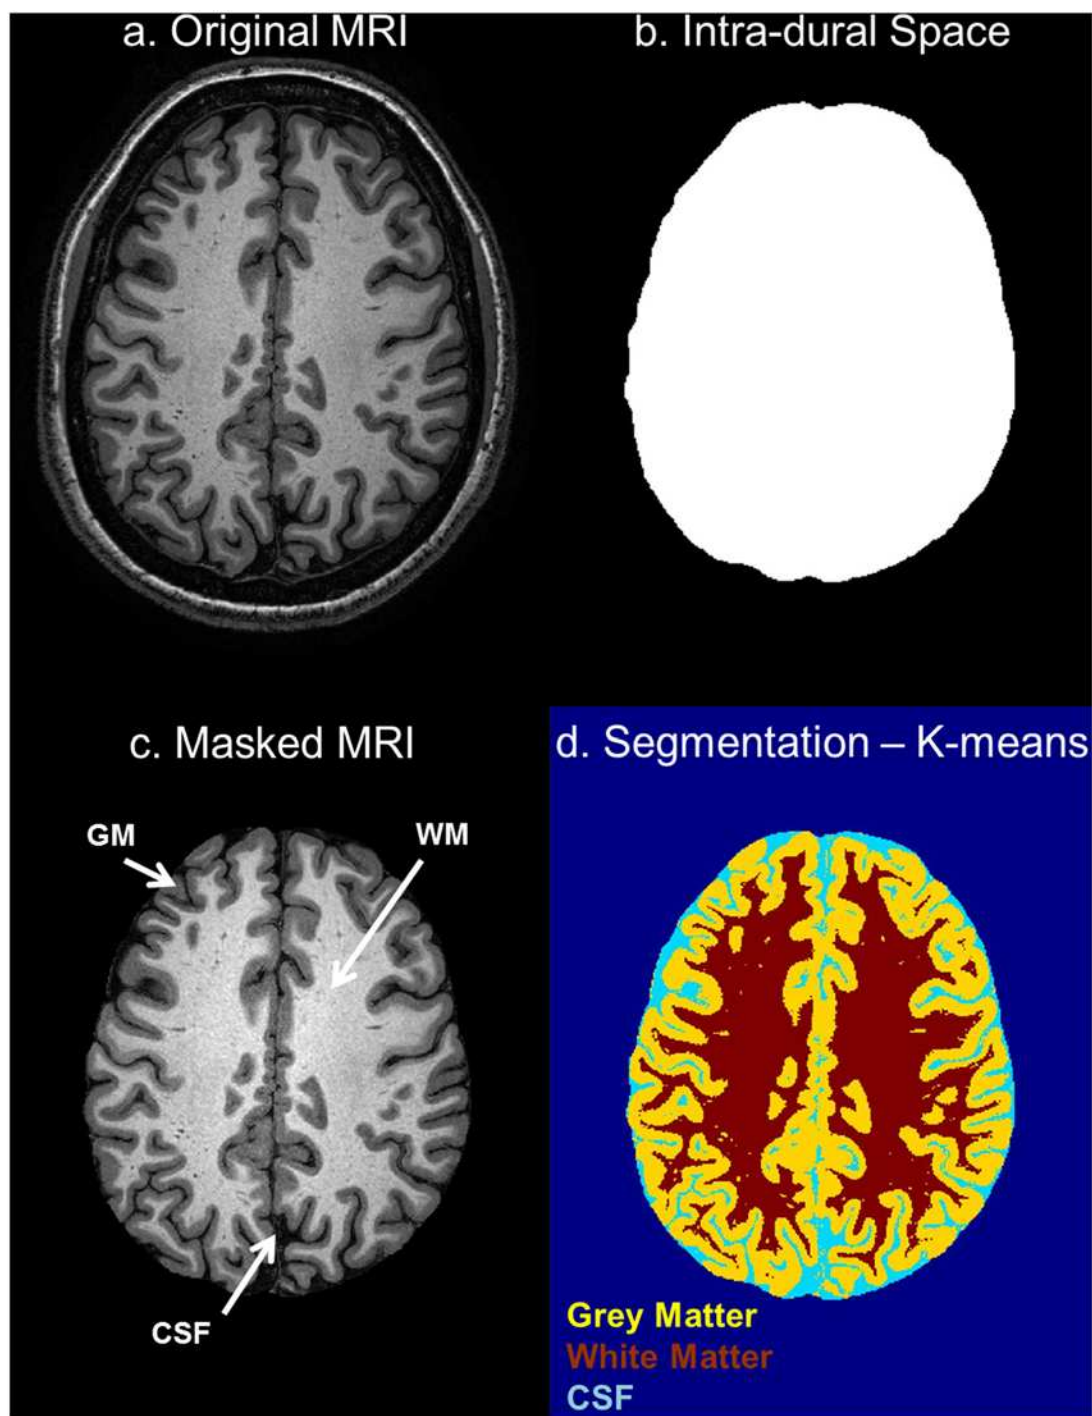 a. Original MRI
b. Intra-dural Space
c. Masked MRI
d. Segmentation – K-means
GM
WM
CSF
Grey Matter
White Matter
CSF